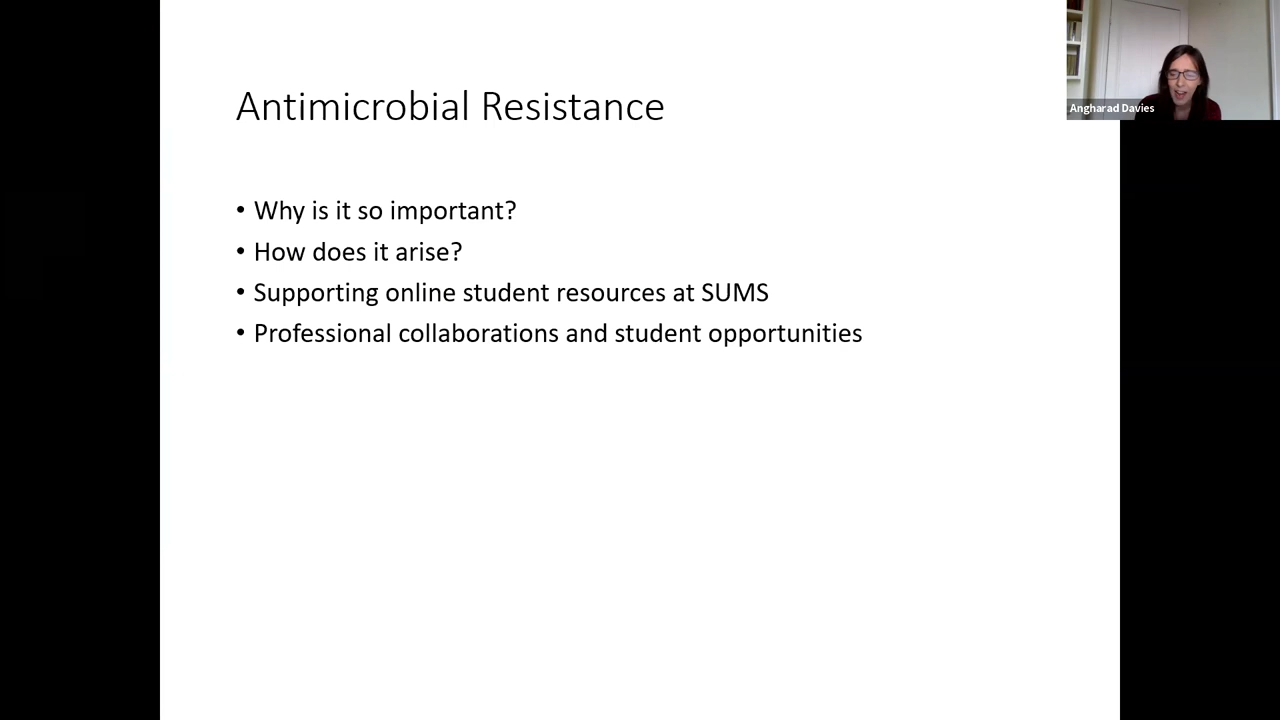 Antimicrobial Resistance
• Why is it so important?
• How does it arise?
• Supporting online student resources at SUMS
• Professional collaborations and student opportunities
Angharad Davies